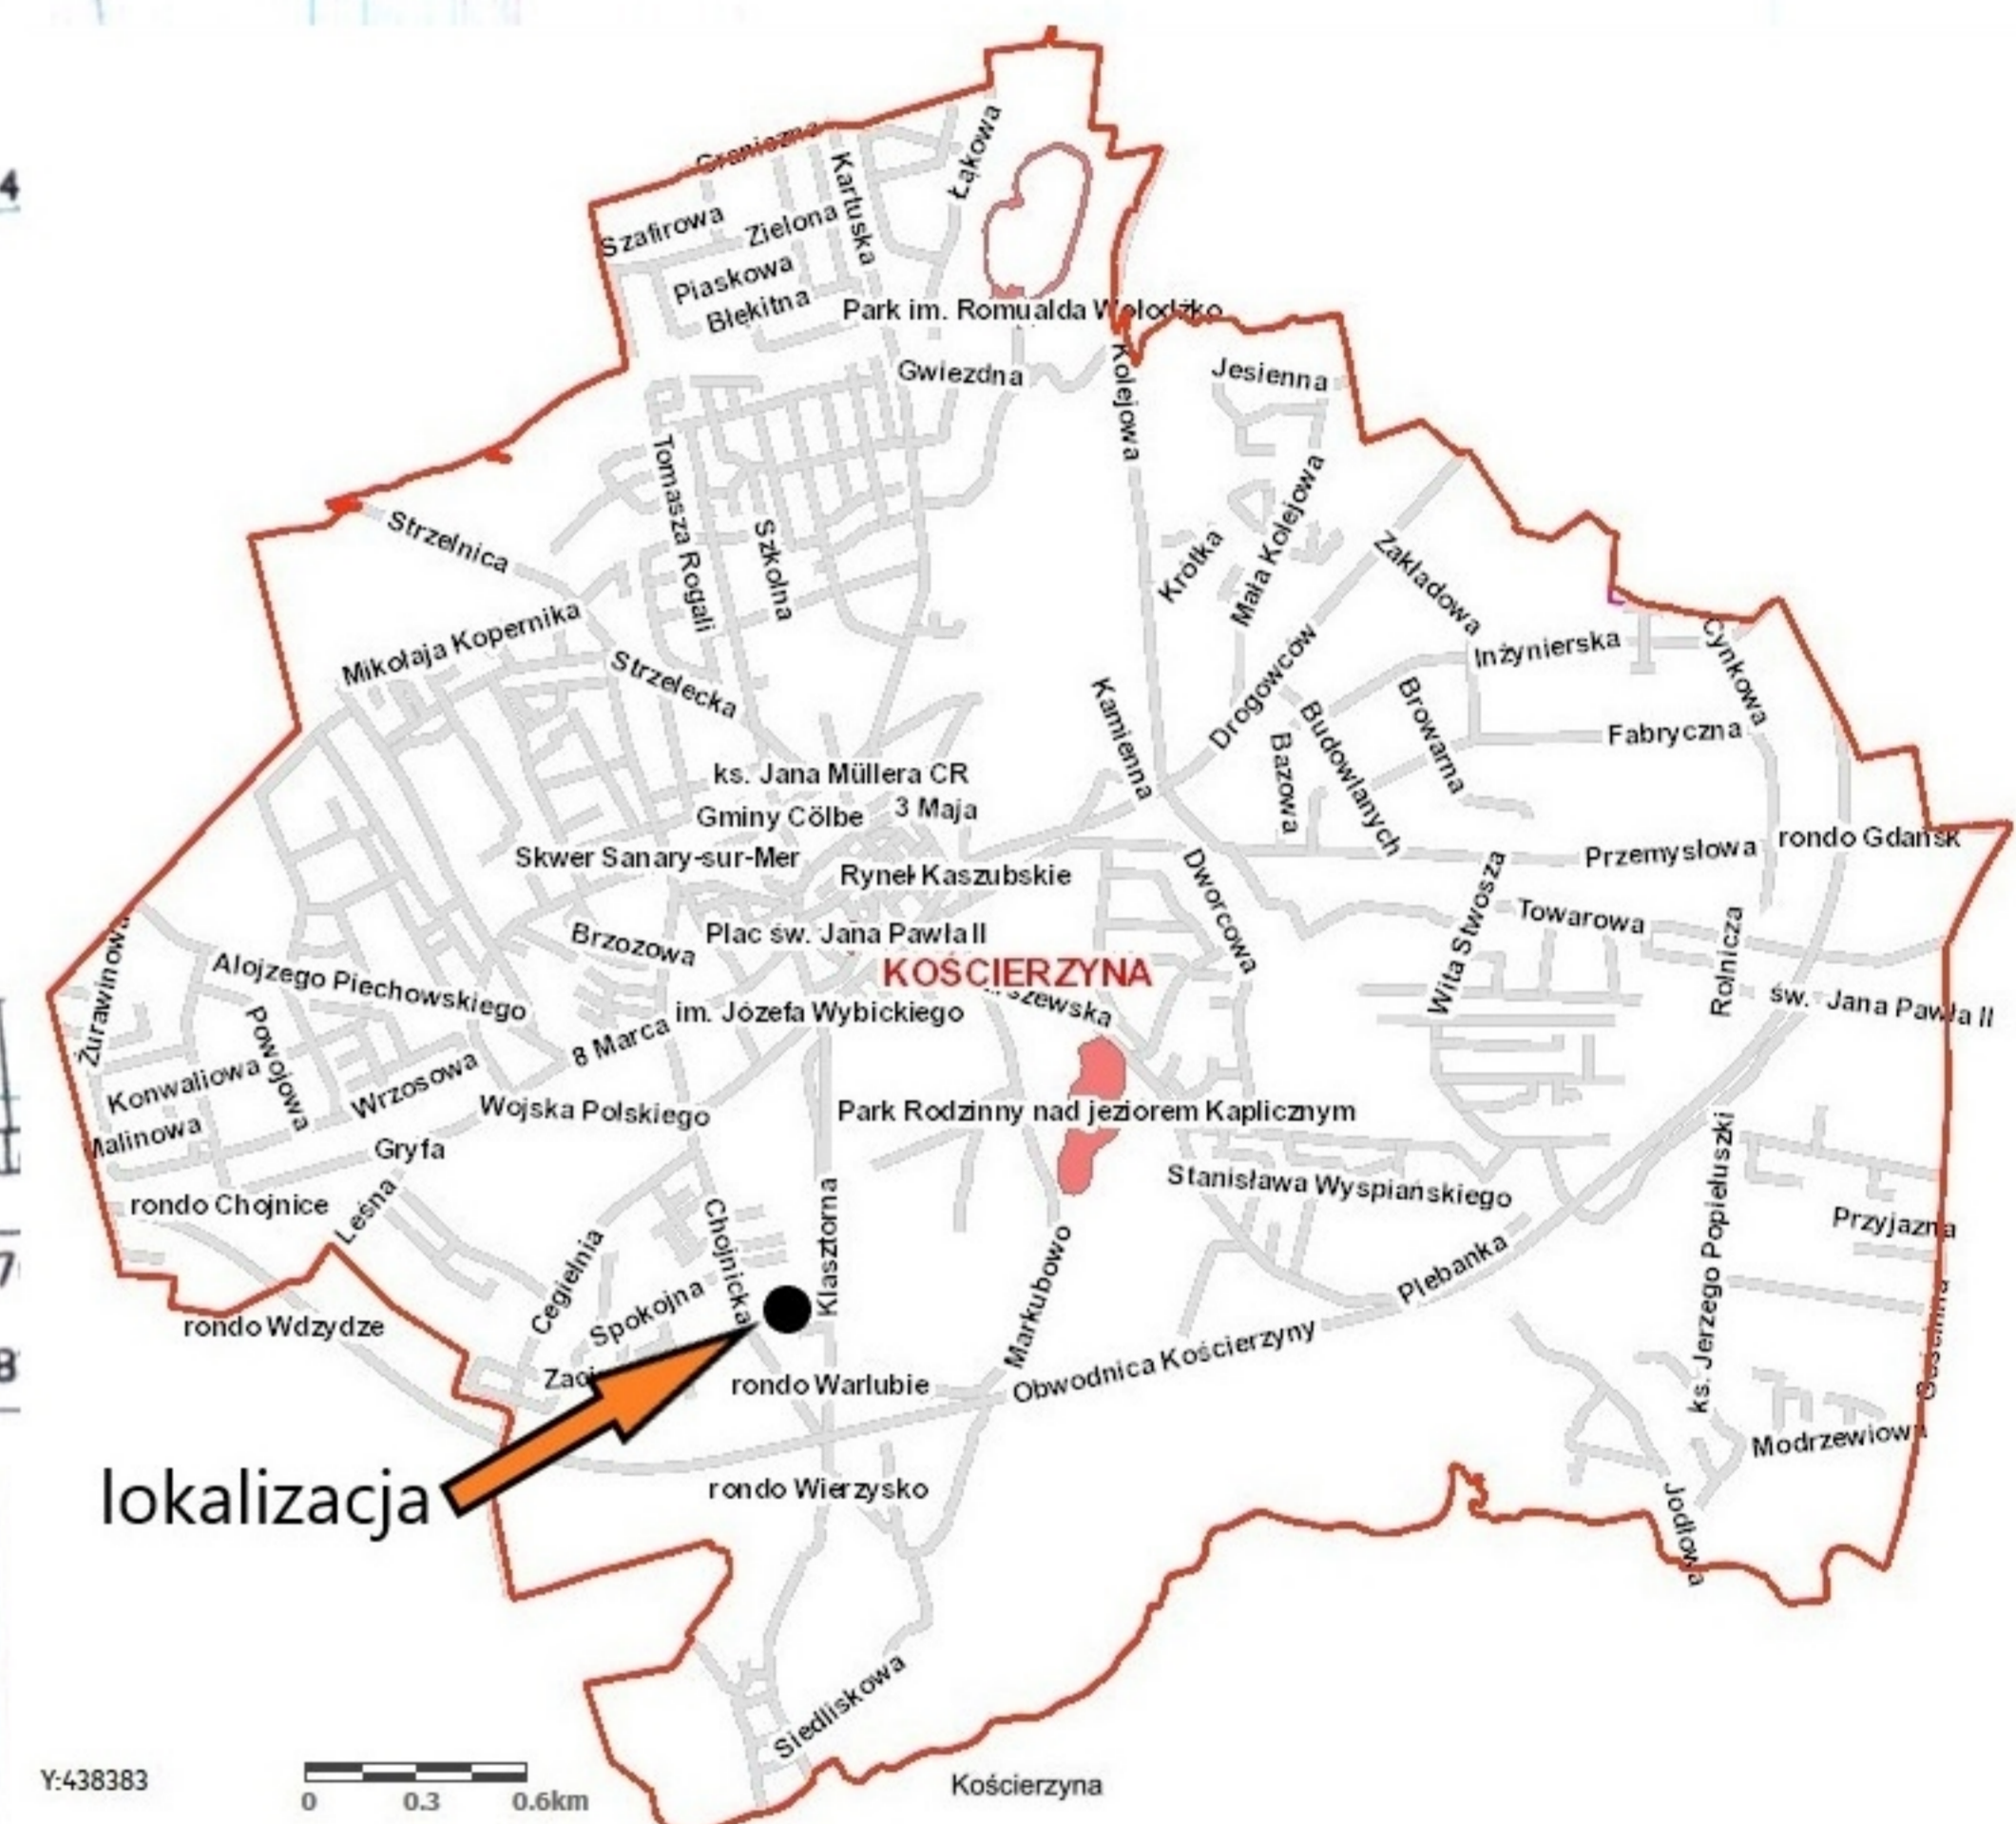 4
Graniczna
Łąkowa
Kartuska
Szafirowa
Zielona
Piaskowa
Błękitna
Park im. Romualda Wołodźko
Gwiezdna
Kolejowa
Jesienna
Tomasza Rogali
Strzelnica
Szkolna
Krótka
Mała Kolejowa
Zakładowa
Mikołaja Kopernika
Strzelecka
Drogowców
Inżynierska
Cynkowa
Kamienna
Budowlanych
Browarna
Bazowa
Fabryczna
ks. Jana Müllera CR
Gminy Cölbe
3 Maja
Skwer Sanary-sur-Mer
Rynek Kaszubskie
Przemysłowa
rondo Gdańsk
Dworcowa
Wita Stwosza
Towarowa
Rolnicza
Żurawinowa
Brzozowa
Plac św. Jana Pawła II
Alojzego Piechowskiego
KOŚCIERZYNA
św. Jana Pawła II
Powojowa
8 Marca
im. Józefa Wybickiego
Konwaliowa
Wrzosowa
Wojska Polskiego
Park Rodzinny nad jeziorem Kaplicznym
Malinowa
Gryfa
Stanisława Wyspiańskiego
ks. Jerzego Popiełuszki
rondo Chojnice
Leśna
Chojnicka
Klasztorna
Przyjazna
7
Cegielnia
Spokojna
Markubowo
Plebanka
rondo Wdzydze
Obwodnica Kościerzyny
8
rondo Warlubie
Modrzewiowa
lokalizacja
rondo Wierzysko
Jodłowa
Siedliskowa
Y:438383
0 0.3 0.6km
Kościerzyna